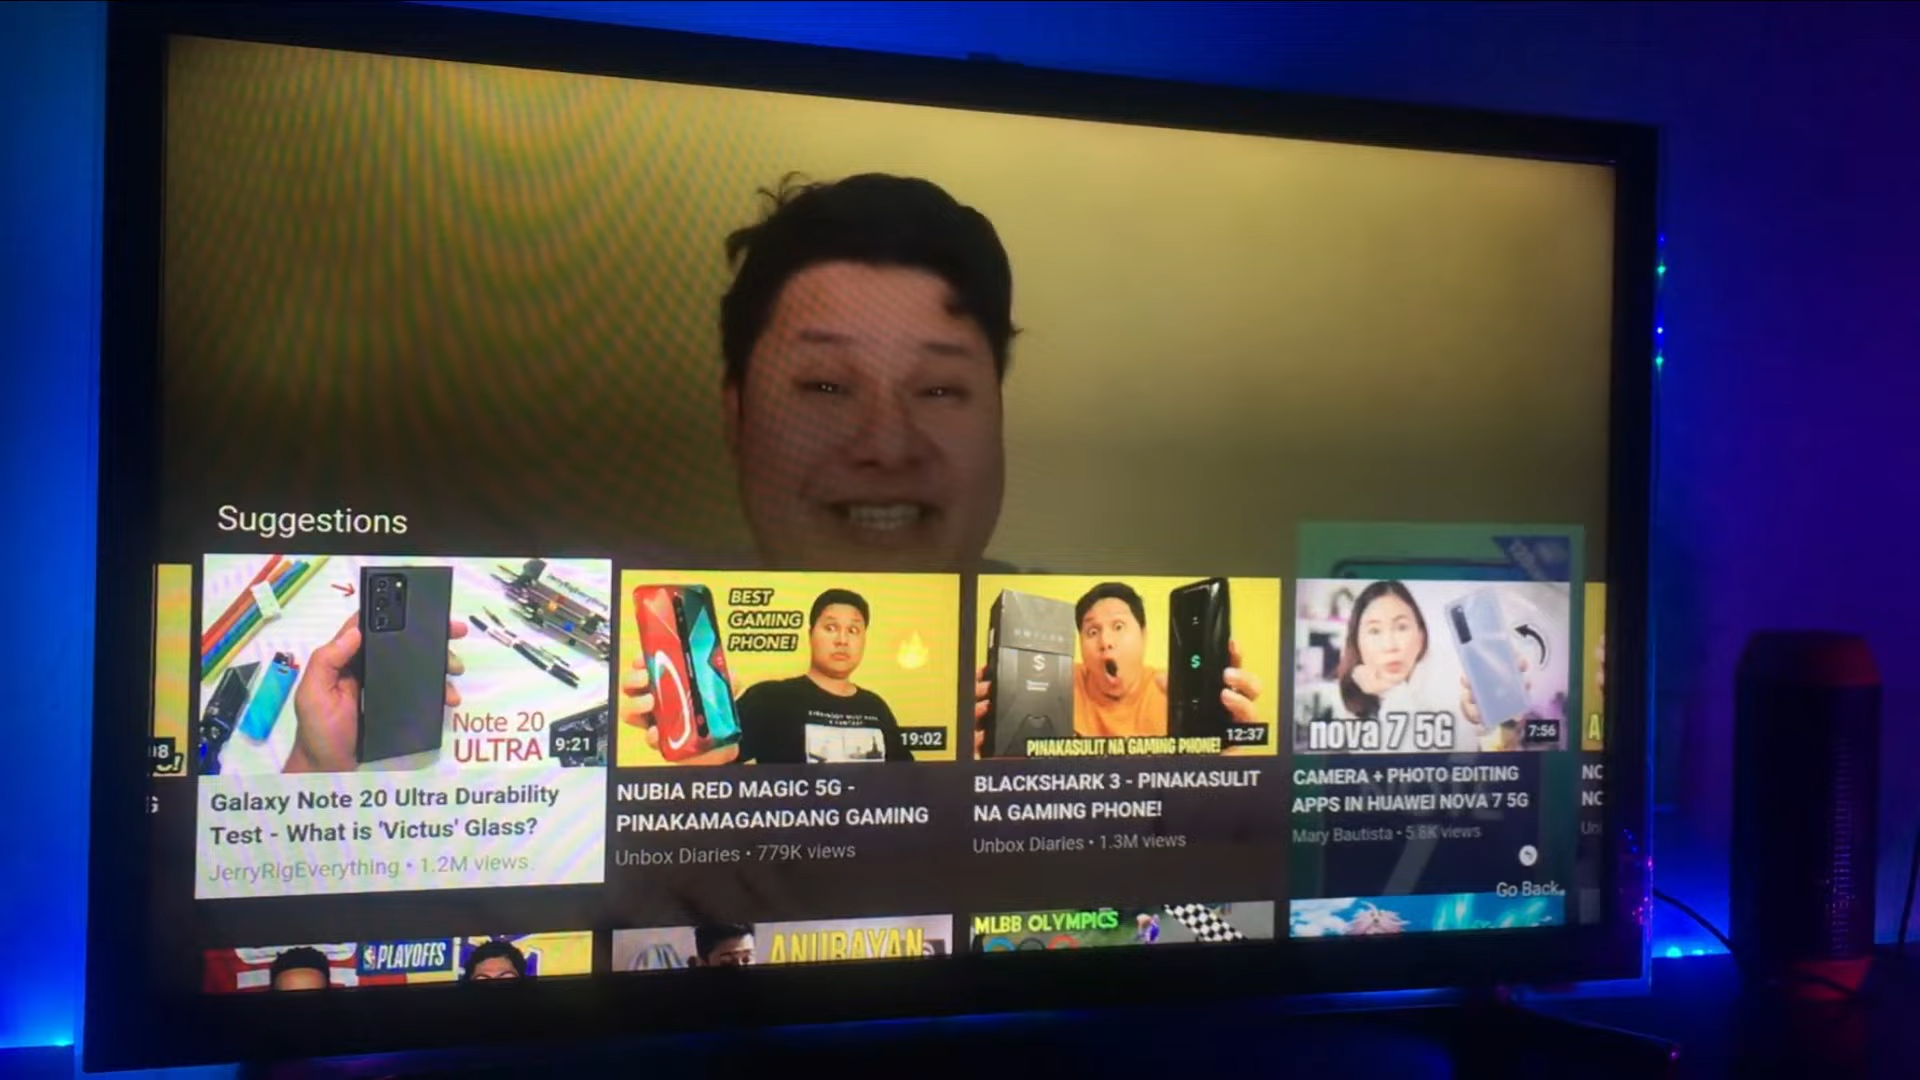 Suggestions
Note 20
ULTRA
9:21
Galaxy Note 20 Ultra Durability
Test - What is 'Victus' Glass?
JerryRigEverything • 1.2M views
BEST
GAMING
PHONE!
19:02
NUBIA RED MAGIC 5G -
PINAKAMAGANDANG GAMING
Unbox Diaries • 779K views
PINAKASULIT NA GAMING PHONE!
12:37
BLACKSHARK 3 - PINAKASULIT
NA GAMING PHONE!
Unbox Diaries • 1.3M views
nova 7 5G
7:56
CAMERA + PHOTO EDITING
APPS IN HUAWEI NOVA 7 5G
Mary Bautista • 5.8K views
Go Back
NBA PLAYOFFS
ANUBAYAN
MLBB OLYMPICS